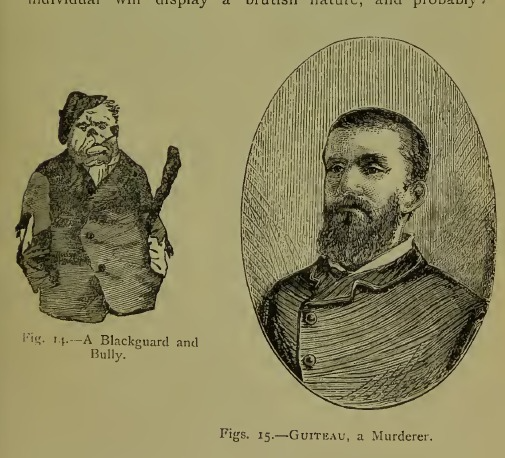 individual will display a brutish nature, and probably
Fig. 14.—A Blackguard and
Bully.
Figs. 15.—GUITEAU, a Murderer.